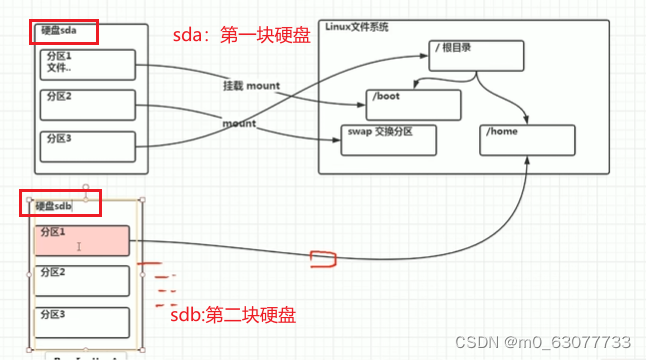 硬盘sda
sda：第一块硬盘
Linux文件系统
分区1
文件..
/ 根目录
挂载 mount
分区2
/boot
mount
swap 交换分区
/home
分区3
硬盘sdb
分区1
分区2
sdb:第二块硬盘
分区3
CSDN @m0_63077733